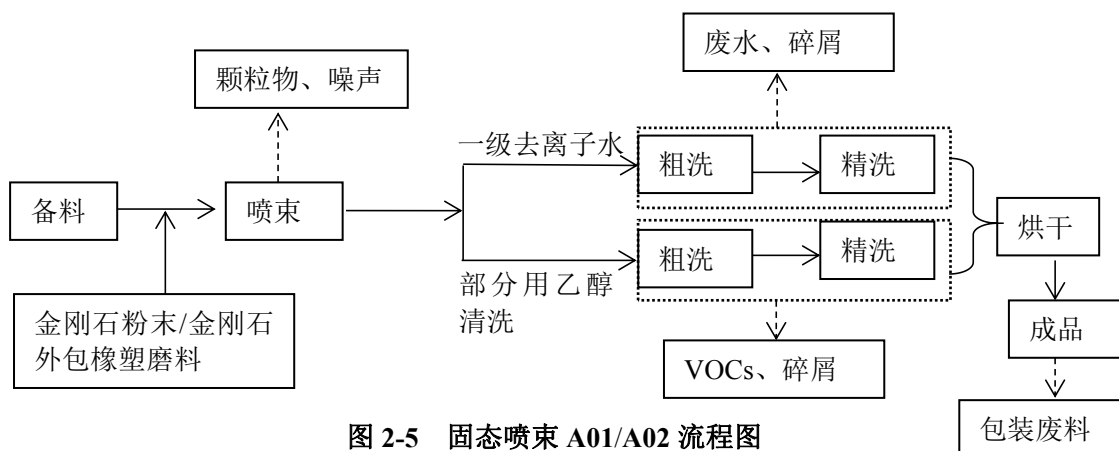 废水、碎屑
颗粒物、噪声
一级去离子水
粗洗
精洗
备料
喷束
烘干
粗洗
精洗
部分用乙醇
清洗
金刚石粉末/金刚石
外包橡塑磨料
成品
VOCs、碎屑
包装废料
图 2-5 固态喷束 A01/A02 流程图